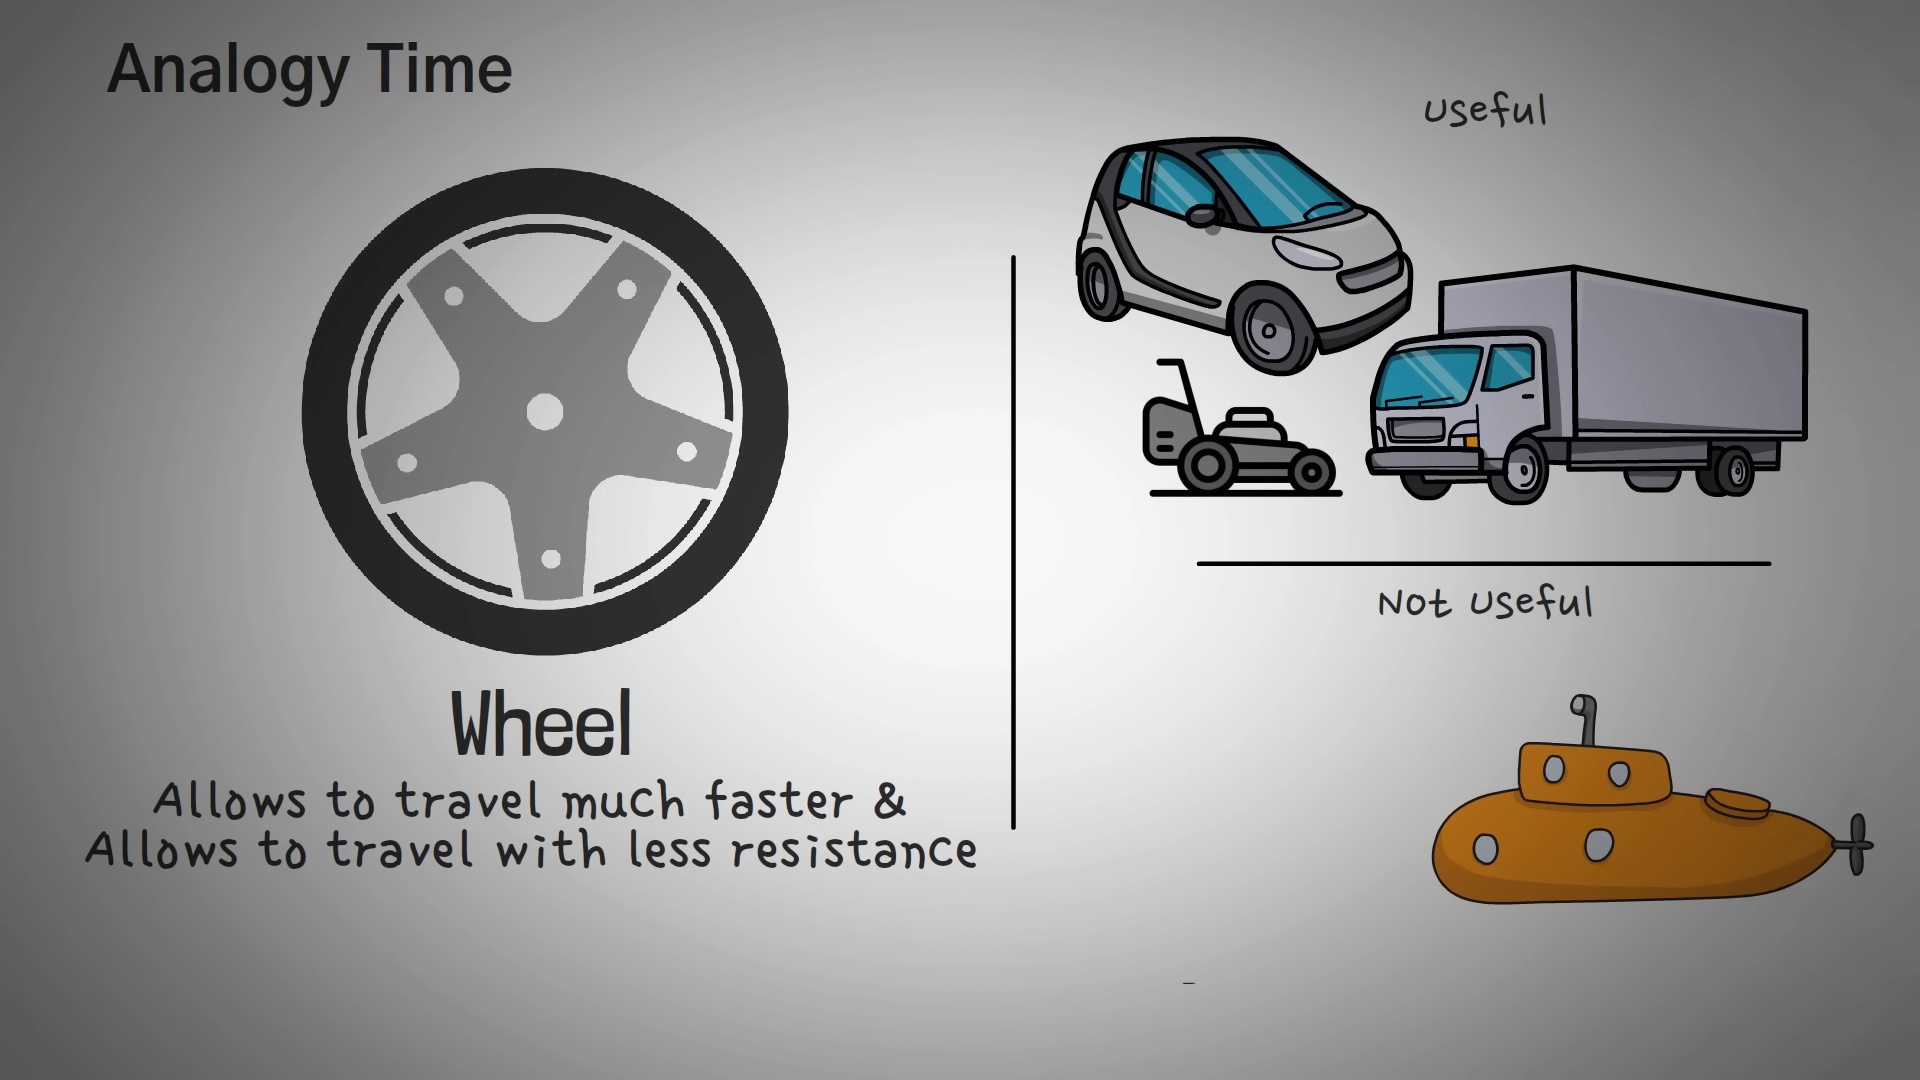 Analogy Time
Useful
Not Useful
Wheel
Allows to travel much faster &
Allows to travel with less resistance